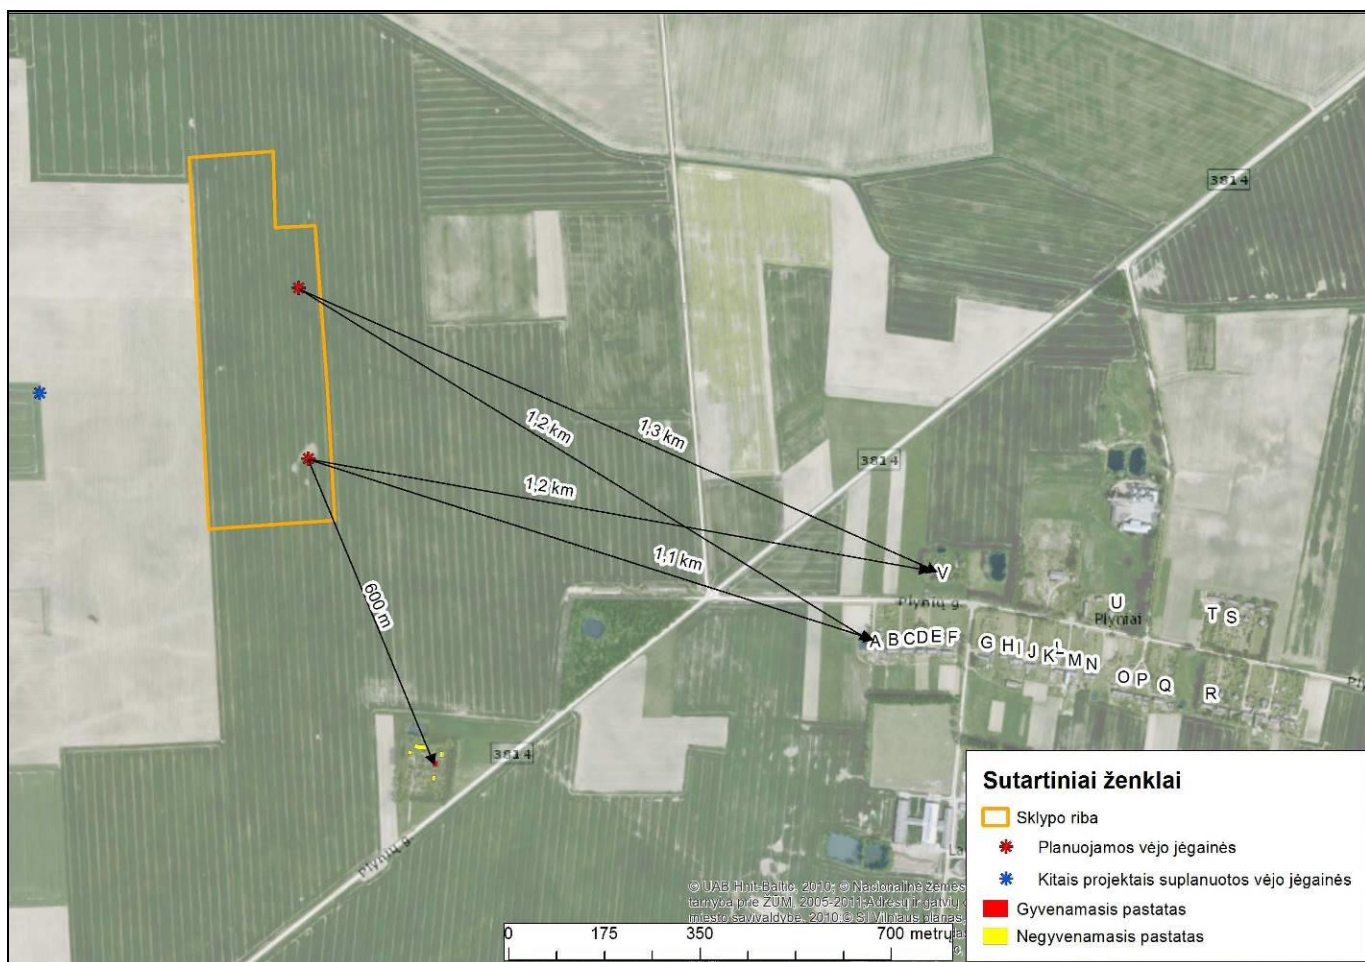 3814
1,2 km
1,3 km
3814
1,2 km
1,1 km
V
600 m
Plynių g.
U
T S
Plyniai
A B C D E F G H I J K L M N
O P Q R
3814
Plynių g.
Sutartiniai ženklai
Sklypo riba
Planuojamos vėjo jėgainės
Kitais projektais suplanuotos vėjo jėgainės
Gyvenamasis pastatas
Negyvenamasis pastatas
© UAB Hnit-Baltic, 2010; © Nacionalinė žemės
tarnyba prie ŽŪM, 2005-2011; Adresų ir gatvių
miesto savivaldybė, 2010; © SĮ Vilniaus planas
0 175 350 700 metrų